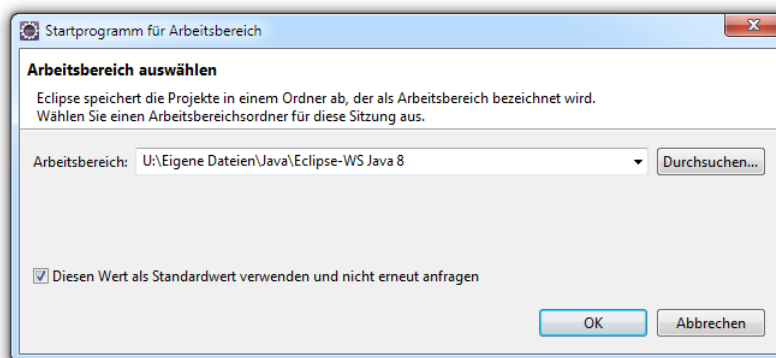 Startprogramm für Arbeitsbereich
Arbeitsbereich auswählen
Eclipse speichert die Projekte in einem Ordner ab, der als Arbeitsbereich bezeichnet wird.
Wählen Sie einen Arbeitsbereichsordner für diese Sitzung aus.
Arbeitsbereich: U:\Eigene Dateien\Java\Eclipse-WS Java 8 Durchsuchen...
Diesen Wert als Standardwert verwenden und nicht erneut anfragen
OK Abbrechen